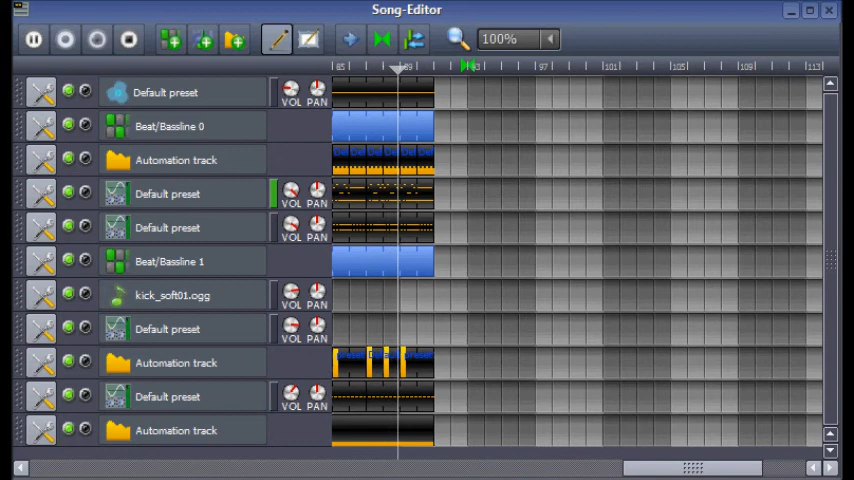 Song-Editor
100%
85 89 93 97 101 105 109 113
Default preset
VOL PAN
Beat/Bassline 0
Automation track
Default preset
VOL PAN
Default preset
VOL PAN
Beat/Bassline 1
kick_soft01.ogg
VOL PAN
Default preset
VOL PAN
Automation track
preset
preset
Default preset
VOL PAN
Automation track